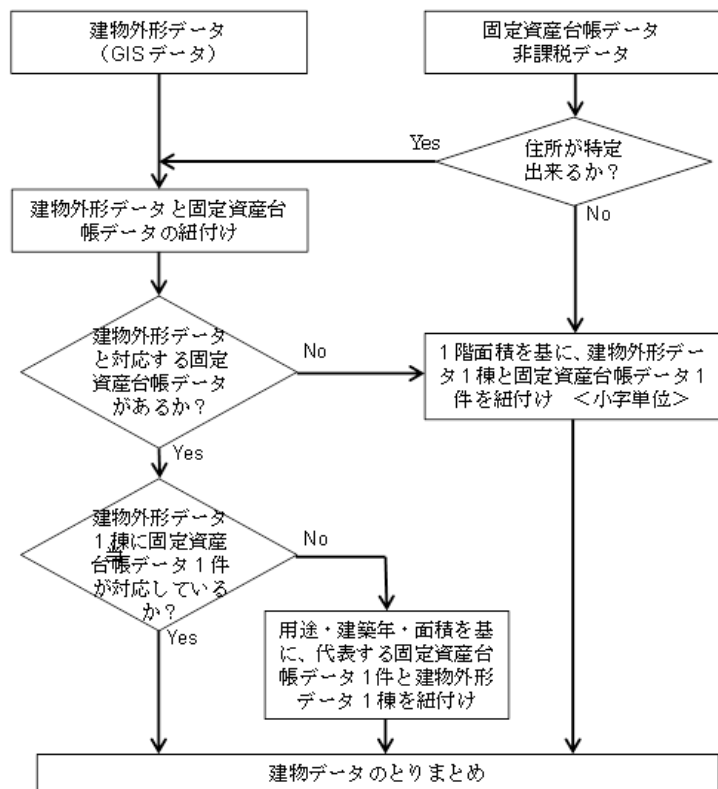 建物外形データ
（GISデータ）
固定資産台帳データ
非課税データ
Yes
住所が特定
出来るか？
No
建物外形データと固定資産台
帳データの紐付け
建物外形データ
と対応する固定
資産台帳データ
があるか？
No
1階面積を基に、建物外形デー
タ1棟と固定資産台帳データ1
件を紐付け　＜小字単位＞
Yes
建物外形データ
1棟に固定資産
台帳データ1件
が対応している
か？
No
Yes
用途・建築年・面積を基
に、代表する固定資産台
帳データ1件と建物外形
データ1棟を紐付け
建物データのとりまとめ